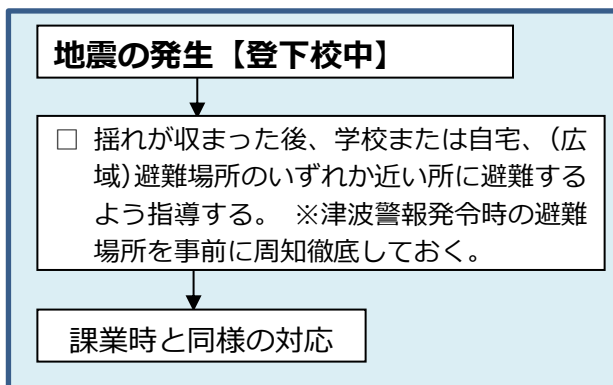 地震の発生【登下校中】
□ 揺れが収まった後、学校または自宅、（広
域）避難場所のいずれか近い所に避難する
よう指導する。 ※津波警報発令時の避難
場所を事前に周知徹底しておく。
課業時と同様の対応